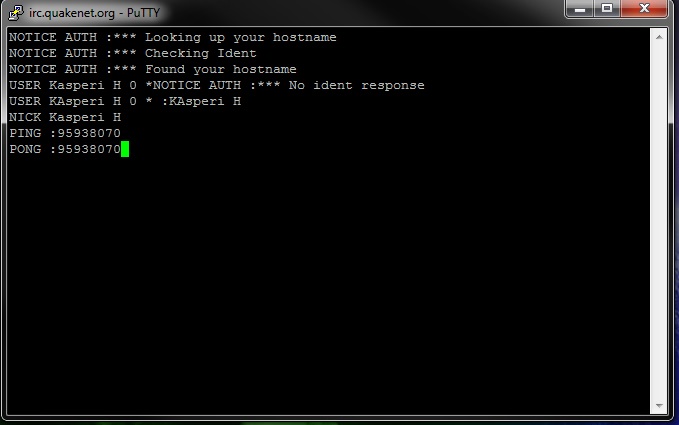 irc.quakenet.org - PuTTY
NOTICE AUTH :*** Looking up your hostname
NOTICE AUTH :*** Checking Ident
NOTICE AUTH :*** Found your hostname
USER Kasperi H 0 *NOTICE AUTH :*** No ident response
USER KAsperi H 0 * :KAsperi H
NICK Kasperi H
PING :95938070
PONG :95938070